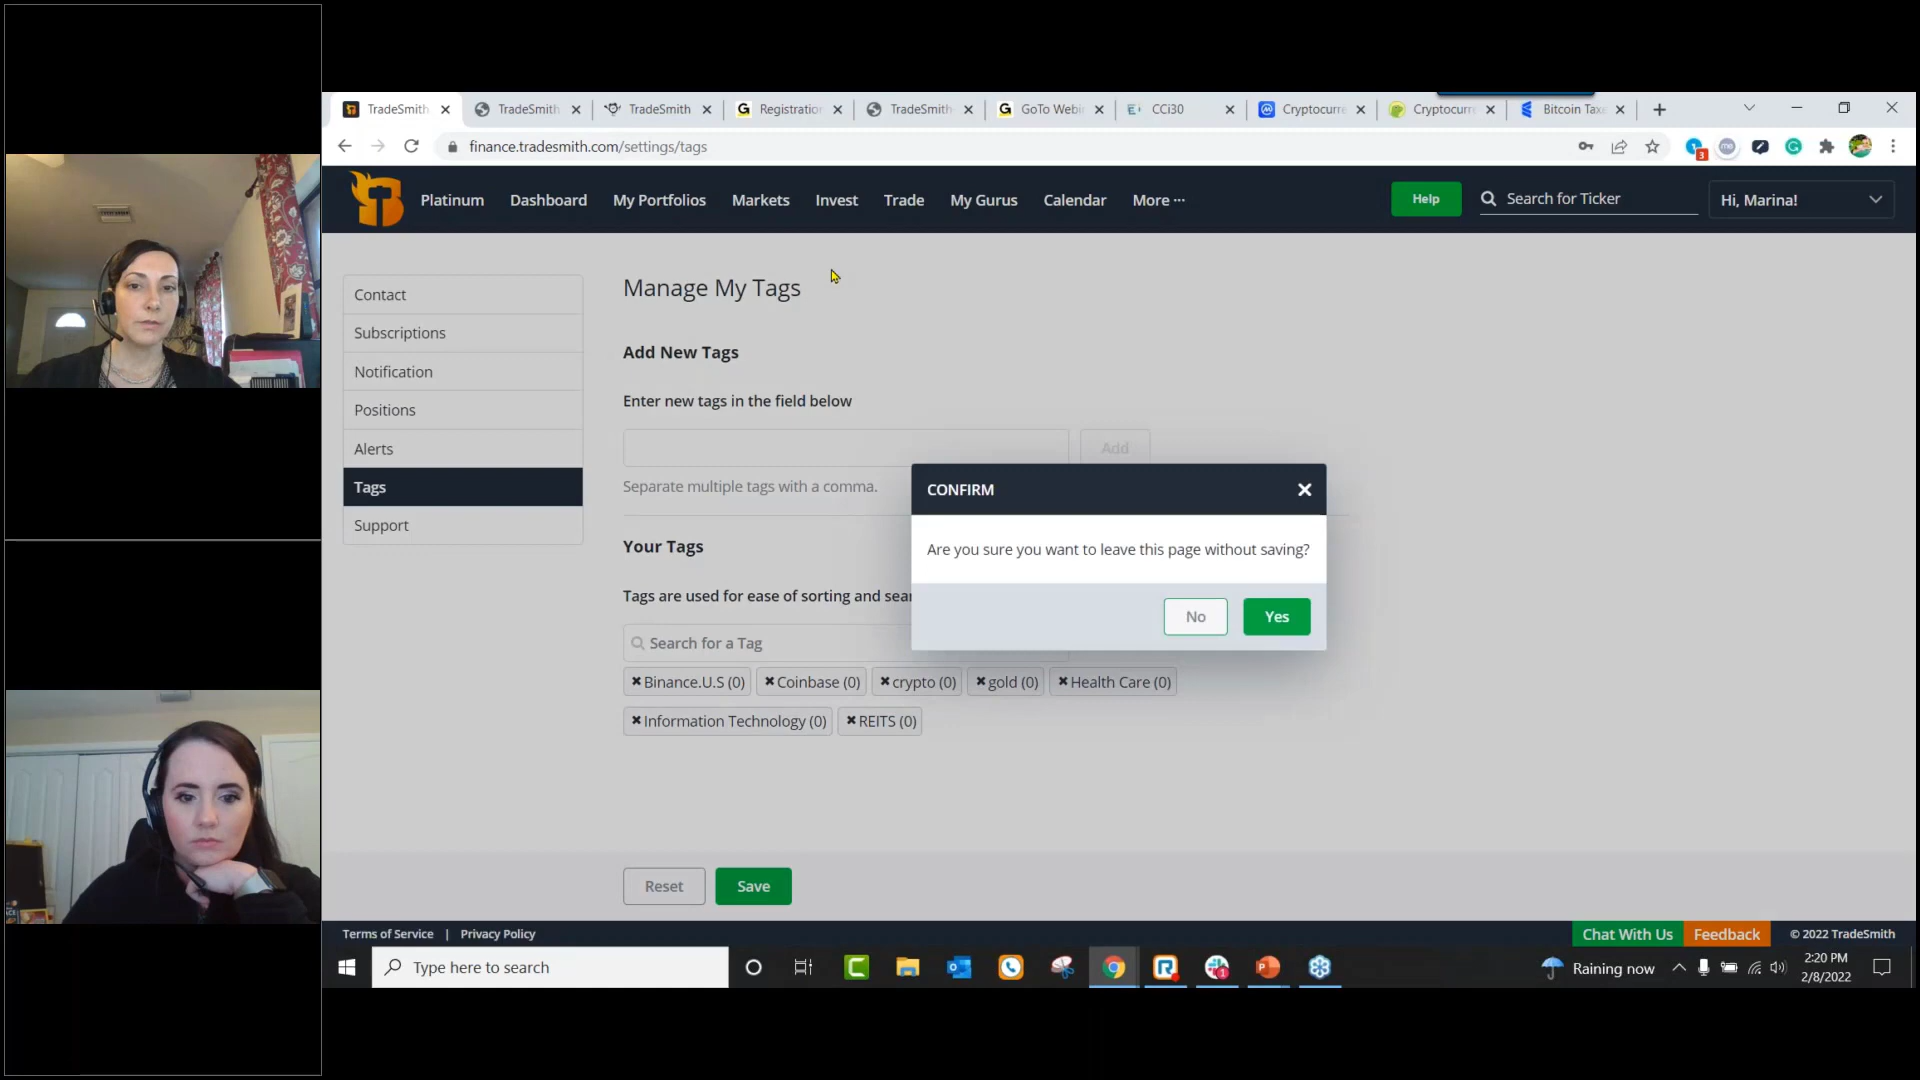 TradeSmith
TradeSmith
TradeSmith
G Registration
TradeSmith
G GoTo Webi
CCi30
Cryptocurre
Cryptocurre
Bitcoin Taxe
finance.tradesmith.com/settings/tags
3
Platinum Dashboard My Portfolios Markets Invest Trade My Gurus Calendar More ···
Help
Search for Ticker
Hi, Marina!
Contact
Subscriptions
Notification
Positions
Alerts
Tags
Support
Manage My Tags
Add New Tags
Enter new tags in the field below
Add
Separate multiple tags with a comma.
CONFIRM
Are you sure you want to leave this page without saving?
No Yes
Your Tags
Tags are used for ease of sorting and sear
Search for a Tag
Binance.U.S (0) Coinbase (0) crypto (0) gold (0) Health Care (0)
Information Technology (0) REITS (0)
Reset Save
Terms of Service | Privacy Policy
Chat With Us Feedback © 2022 TradeSmith
Type here to search
Raining now
2:20 PM
2/8/2022